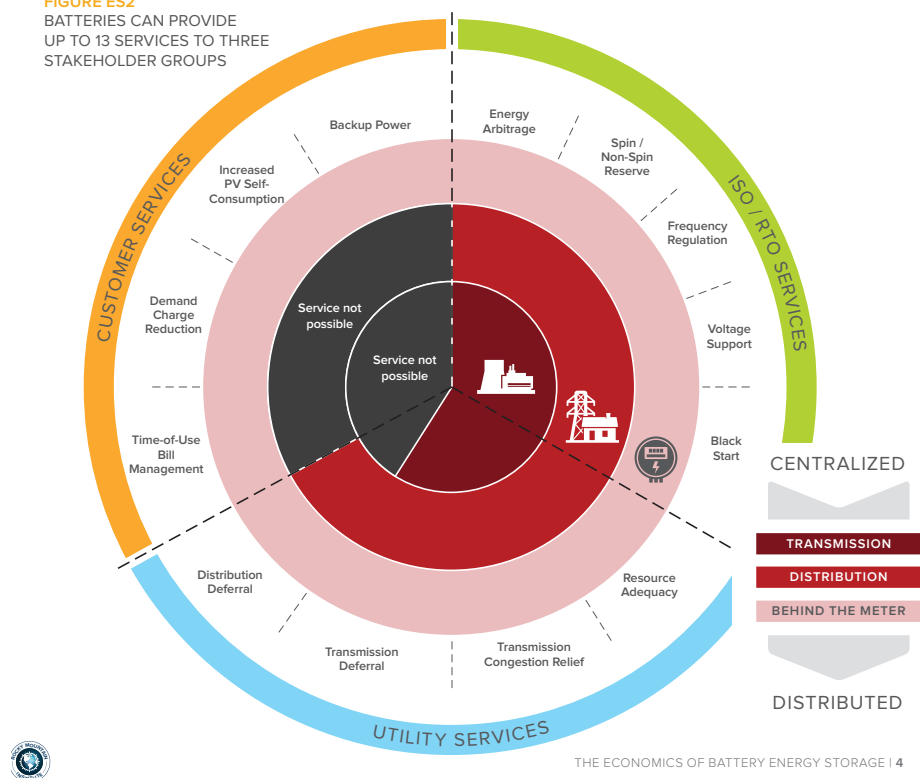 FIGURE ES2
BATTERIES CAN PROVIDE
UP TO 13 SERVICES TO THREE
STAKEHOLDER GROUPS
CUSTOMER SERVICES
ISO / RTO SERVICES
UTILITY SERVICES
Backup Power
Increased
PV Self-
Consumption
Demand
Charge
Reduction
Time-of-Use
Bill
Management
Energy
Arbitrage
Spin /
Non-Spin
Reserve
Frequency
Regulation
Voltage
Support
Black
Start
Service not
possible
Service not
possible
Distribution
Deferral
Transmission
Deferral
Transmission
Congestion Relief
Resource
Adequacy
CENTRALIZED
TRANSMISSION
DISTRIBUTION
BEHIND THE METER
DISTRIBUTED
ROCKY MOUNTAIN
INSTITUTE
THE ECONOMICS OF BATTERY ENERGY STORAGE | 4